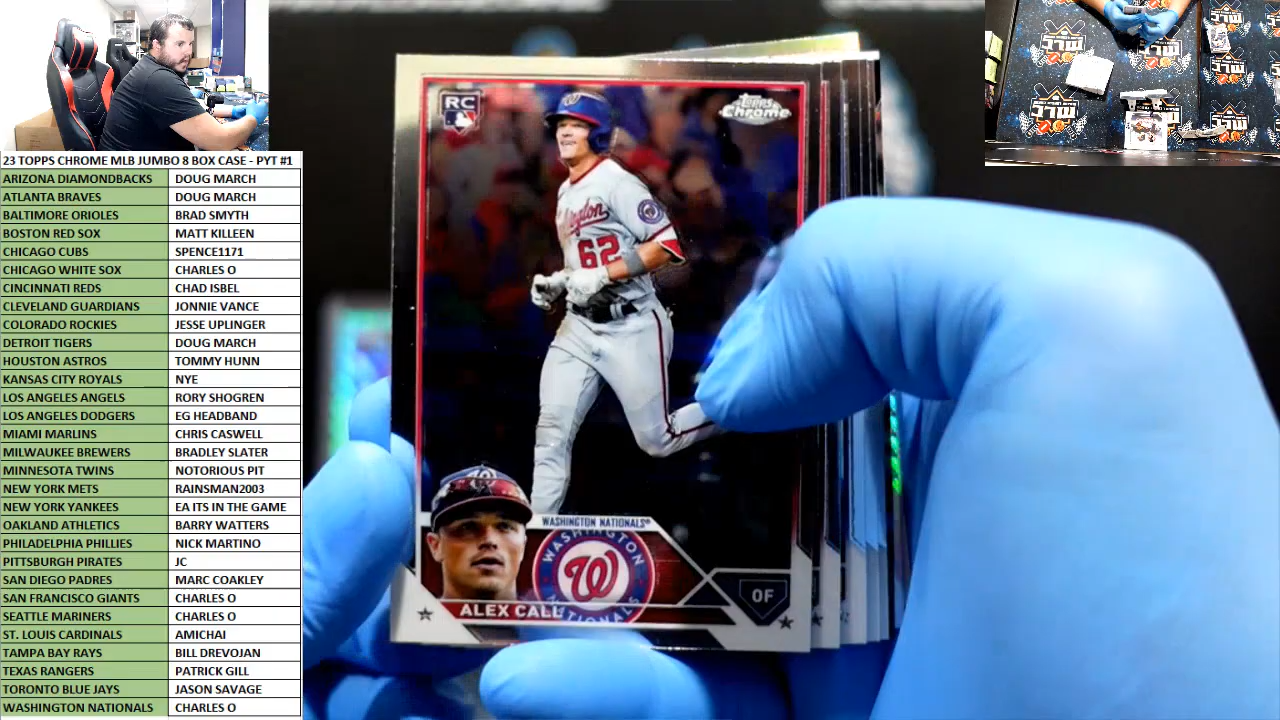 23 TOPPS CHROME MLB JUMBO 8 BOX CASE - PYT #1
ARIZONA DIAMONDBACKS DOUG MARCH
ATLANTA BRAVES DOUG MARCH
BALTIMORE ORIOLES BRAD SMYTH
BOSTON RED SOX MATT KILLEEN
CHICAGO CUBS SPENCE1171
CHICAGO WHITE SOX CHARLES O
CINCINNATI REDS CHAD ISBEL
CLEVELAND GUARDIANS JONNIE VANCE
COLORADO ROCKIES JESSE UPLINGER
DETROIT TIGERS DOUG MARCH
HOUSTON ASTROS TOMMY HUNN
KANSAS CITY ROYALS NYE
LOS ANGELES ANGELS RORY SHOGREN
LOS ANGELES DODGERS EG HEADBAND
MIAMI MARLINS CHRIS CASWELL
MILWAUKEE BREWERS BRADLEY SLATER
MINNESOTA TWINS NOTORIOUS PIT
NEW YORK METS RAINSMAN2003
NEW YORK YANKEES EA ITS IN THE GAME
OAKLAND ATHLETICS BARRY WATTERS
PHILADELPHIA PHILLIES NICK MARTINO
PITTSBURGH PIRATES JC
SAN DIEGO PADRES MARC COAKLEY
SAN FRANCISCO GIANTS CHARLES O
SEATTLE MARINERS CHARLES O
ST. LOUIS CARDINALS AMICHAI
TAMPA BAY RAYS BILL DREVOJAN
TEXAS RANGERS PATRICK GILL
TORONTO BLUE JAYS JASON SAVAGE
WASHINGTON NATIONALS CHARLES O
RC
Topps
Chrome
W
Washington
62
WASHINGTON NATIONALS®
WASHINGTON
W
NATIONALS
OF
ALEX CALL